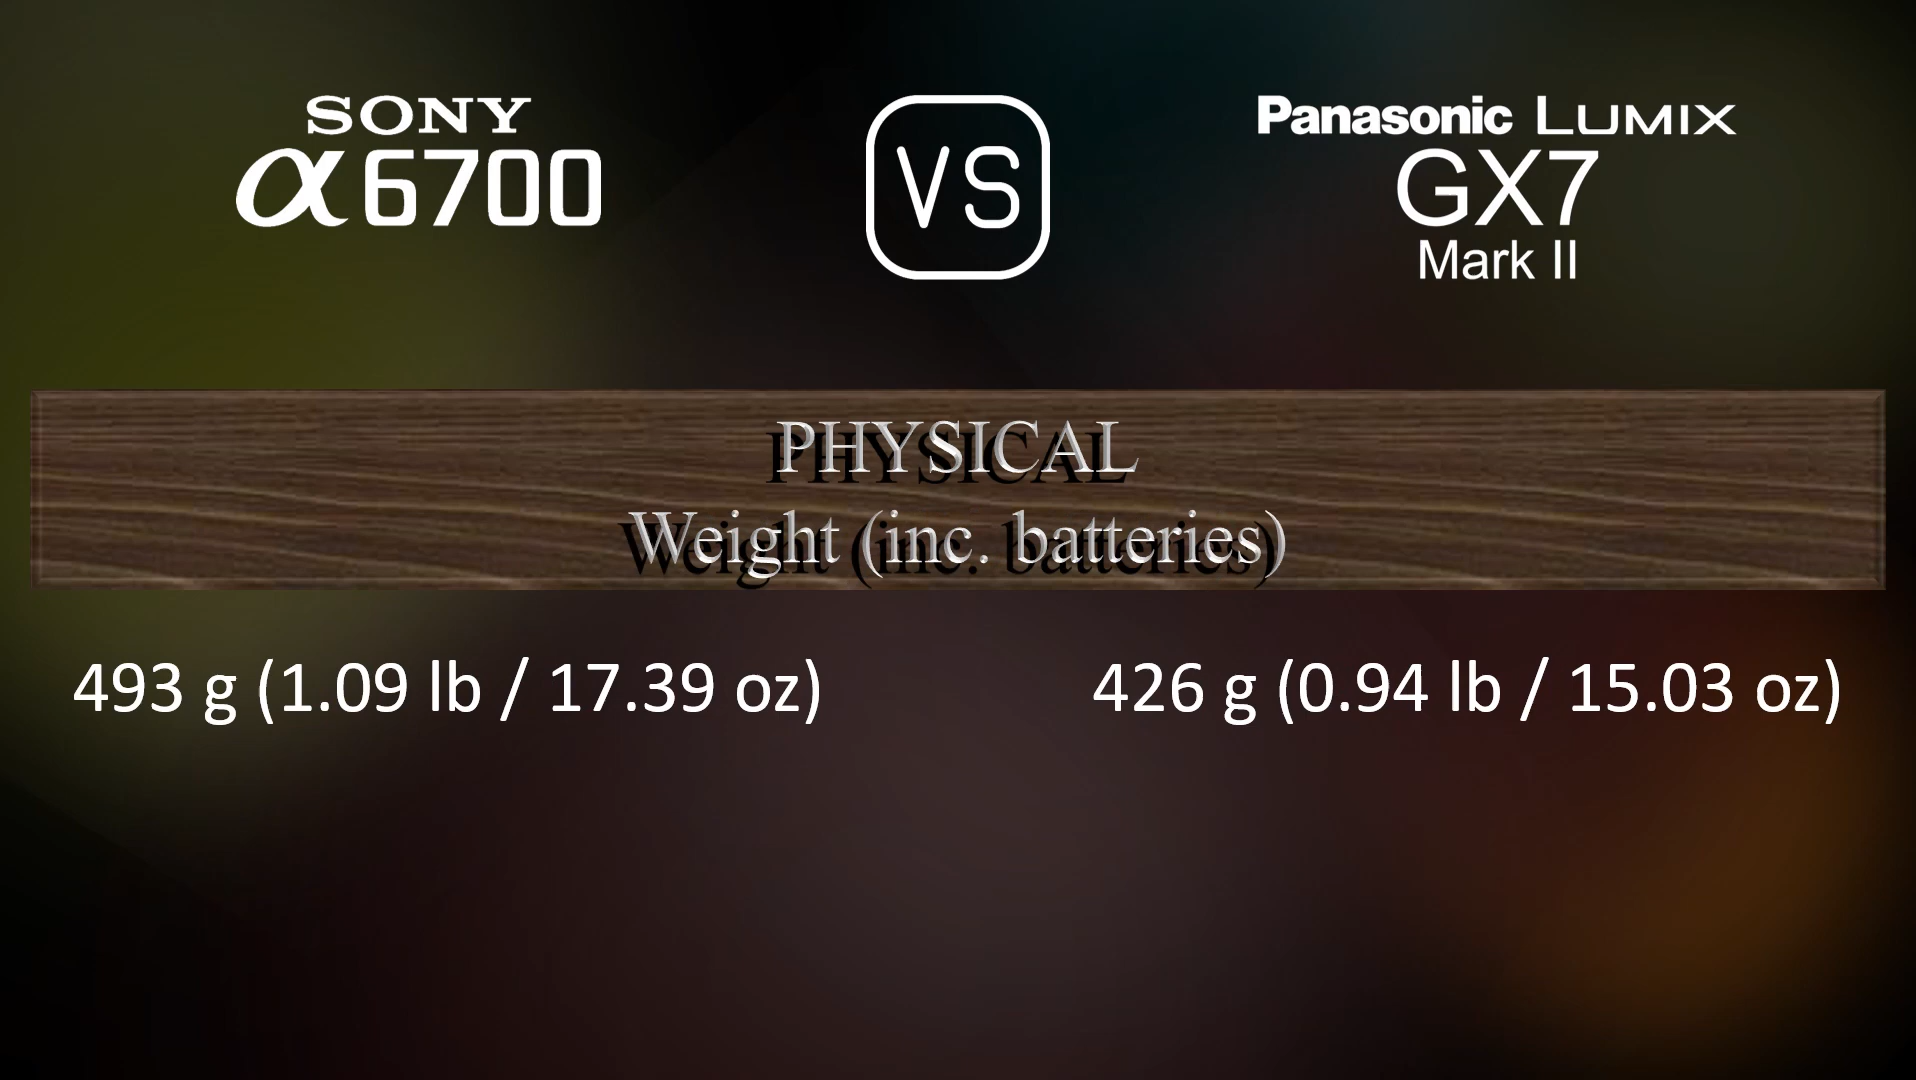 SONY
α6700
VS
Panasonic LUMIX
GX7
Mark II
PHYSICAL
Weight (inc. batteries)
493 g (1.09 lb / 17.39 oz)
426 g (0.94 lb / 15.03 oz)